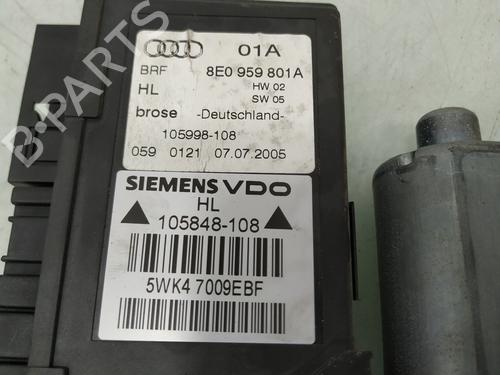 01A
BRF 8E0 959 801A
HL HW 02
SW 05
brose -Deutschland-
105998-108
059 0121 07.07.2005
SIEMENS VDO
HL
105848-108
5WK4 7009EBF
B-PARTS